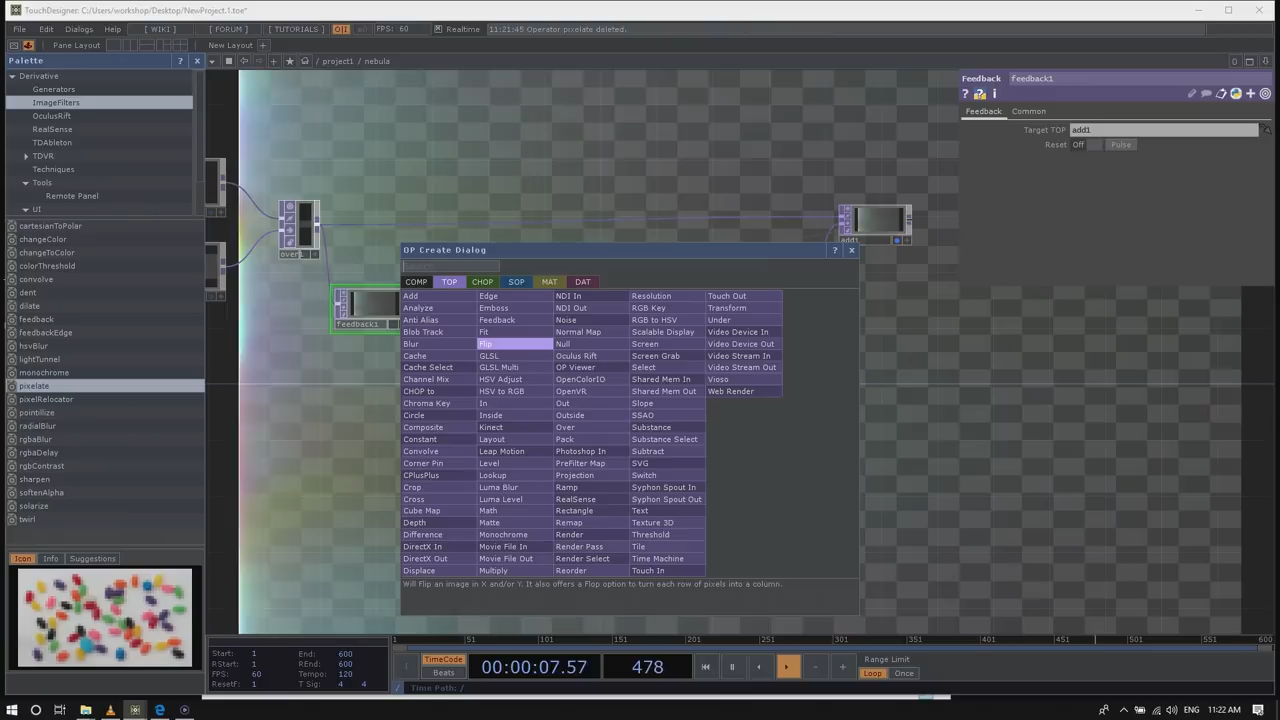 TouchDesigner: C:/Users/workshop/Desktop/NewProject.1.toe*
File Edit Dialogs Help [ WIKI ] [ FORUM ] [ TUTORIALS ] FPS: 60 Realtime 11:21:45 Operator pixelate deleted.
Pane Layout New Layout +
Palette ? x / project1 / nebula
Derivative
Generators
ImageFilters
OculusRift
RealSense
TDAbleton
TDVR
Techniques
Tools
Remote Panel
UI
cartesianToPolar
changeColor
changeToColor
colorThreshold
convolve
dent
dilate
feedback
feedbackEdge
hsvBlur
lightTunnel
monochrome
pixelate
pixelRelocator
pointilize
radialBlur
rgbaBlur
rgbaDelay
rgbContrast
sharpen
softenAlpha
solarize
twirl
Icon Info Suggestions
over1
feedback1
add1
OP Create Dialog ? x
COMP TOP CHOP SOP MAT DAT
Add Edge NDI In Resolution Touch Out
Analyze Emboss NDI Out RGB Key Transform
Anti Alias Feedback Noise RGB to HSV Under
Blob Track Fit Normal Map Scalable Display Video Device In
Blur Flip Null Screen Video Device Out
Cache GLSL Oculus Rift Screen Grab Video Stream In
Cache Select GLSL Multi OP Viewer Select Video Stream Out
Channel Mix HSV Adjust OpenColorIO Shared Mem In Vioso
CHOP to HSV to RGB OpenVR Shared Mem Out Web Render
Chroma Key In Out Slope
Circle Inside Outside SSAO
Composite Kinect Over Substance
Constant Layout Pack Substance Select
Convolve Leap Motion Photoshop In Subtract
Corner Pin Level PreFilter Map SVG
CPlusPlus Lookup Projection Switch
Crop Luma Blur Ramp Syphon Spout In
Cross Luma Level RealSense Syphon Spout Out
Cube Map Math Rectangle Text
Depth Matte Remap Texture 3D
Difference Monochrome Render Threshold
DirectX In Movie File In Render Pass Tile
DirectX Out Movie File Out Render Select Time Machine
Displace Multiply Reorder Touch In
Will Flip an image in X and/or Y. It also offers a Flop option to turn each row of pixels into a column.
Feedback feedback1
? ? i
Feedback Common
Target TOP add1
Reset Off Pulse
1 51 101 151 201 251 301 351 401 451 501 551 600
Start: 1 End: 600
RStart: 1 REnd: 600
FPS: 60 Tempo: 120
ResetF: 1 T Sig: 4 4
TimeCode
Beats
00:00:07.57 478
Range Limit
Loop Once
/ Time Path: /
11:22 AM